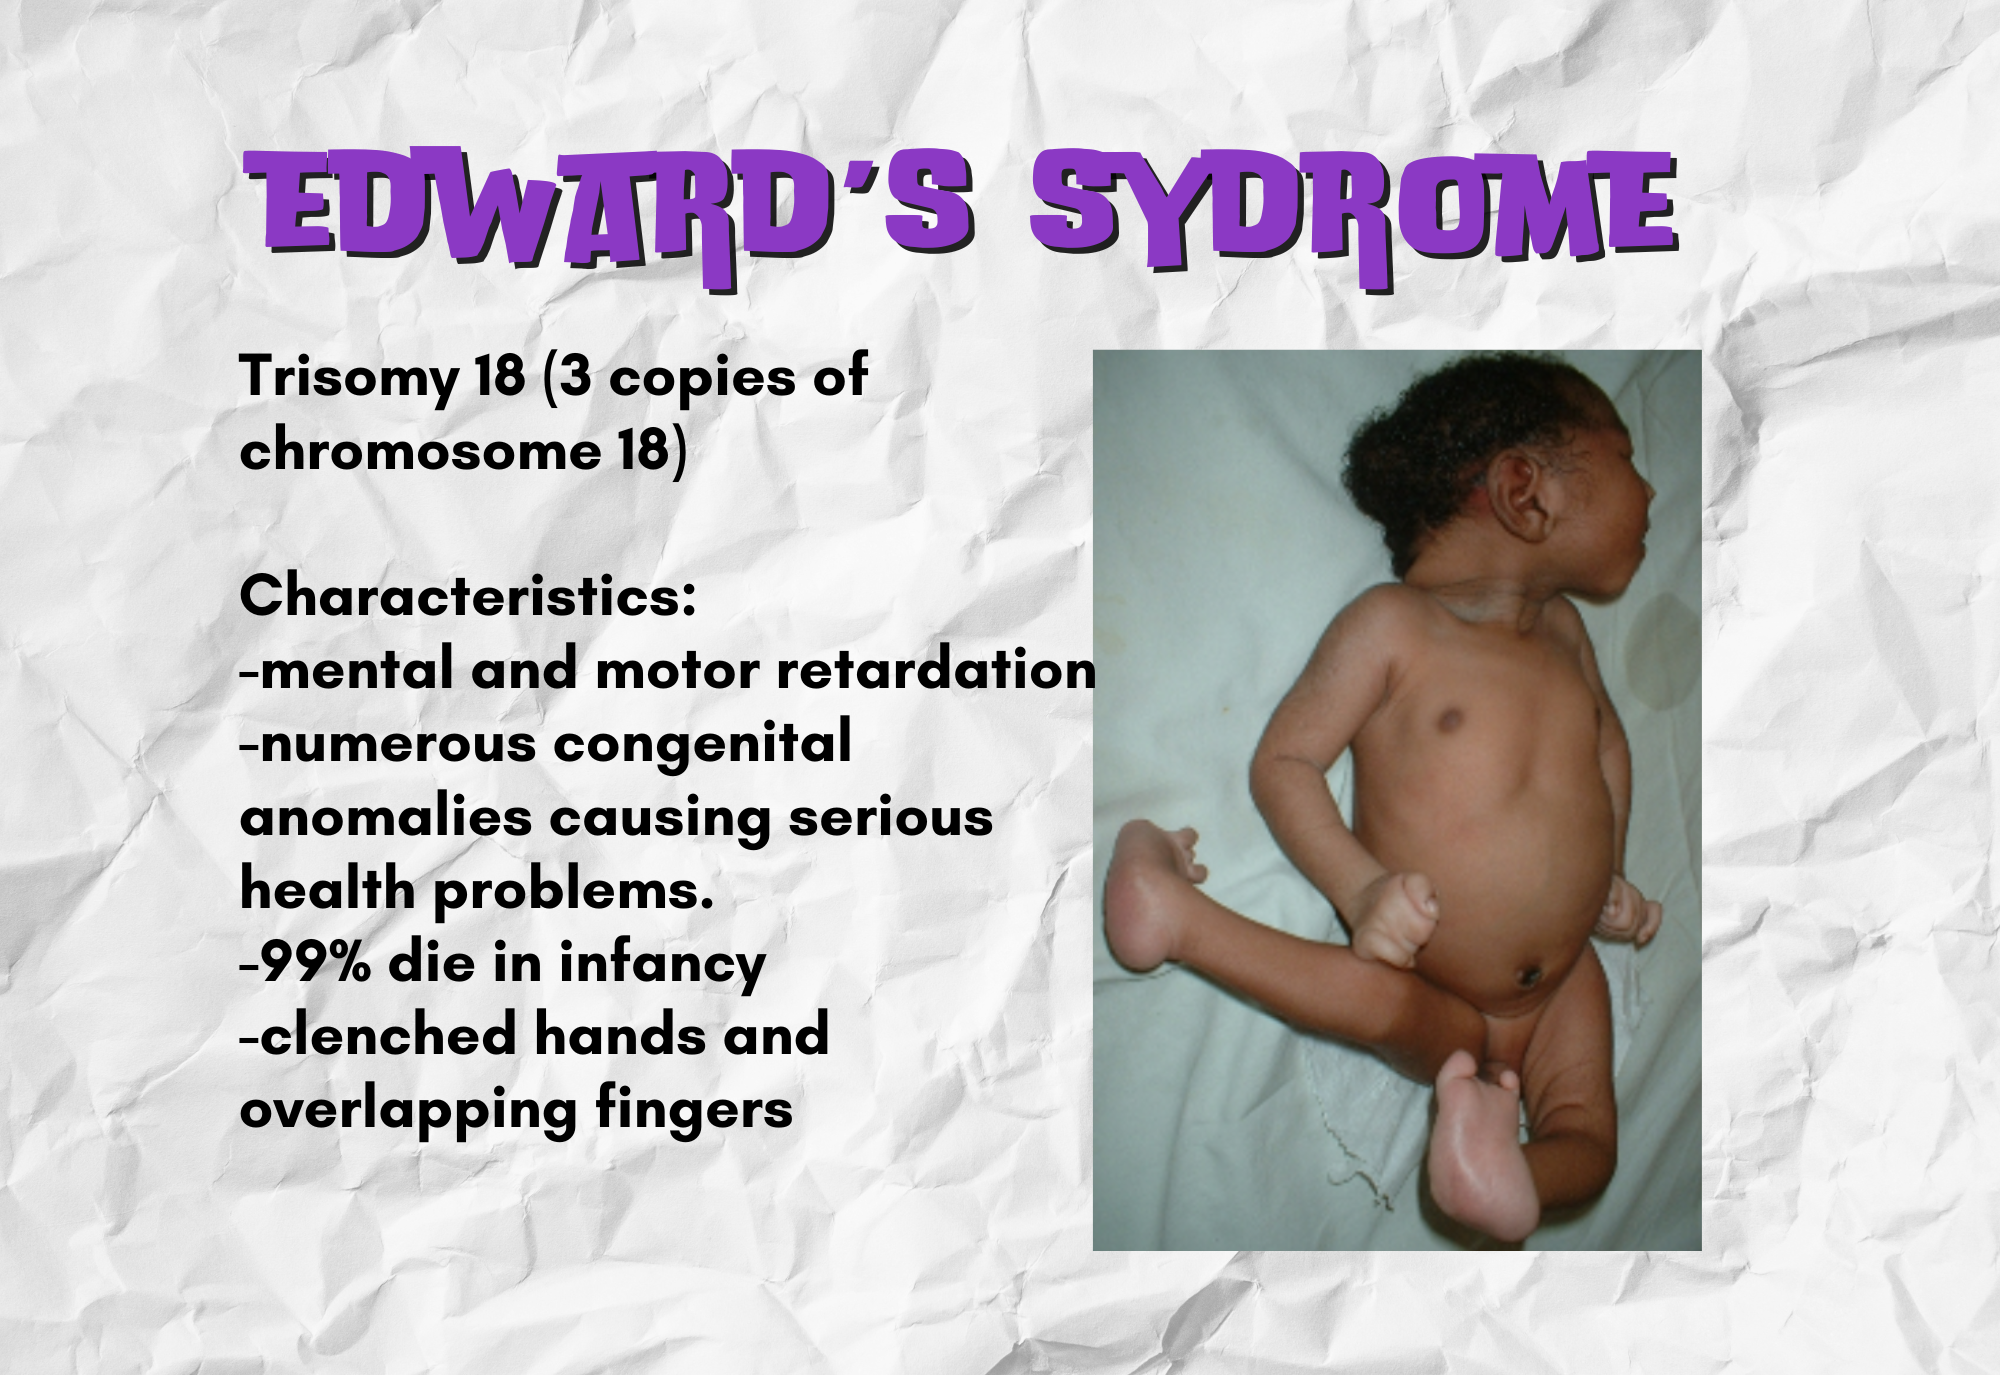 EDWARD'S SYDROME
Trisomy 18 (3 copies of
chromosome 18)
Characteristics:
-mental and motor retardation
-numerous congenital
anomalies causing serious
health problems.
-99% die in infancy
-clenched hands and
overlapping fingers